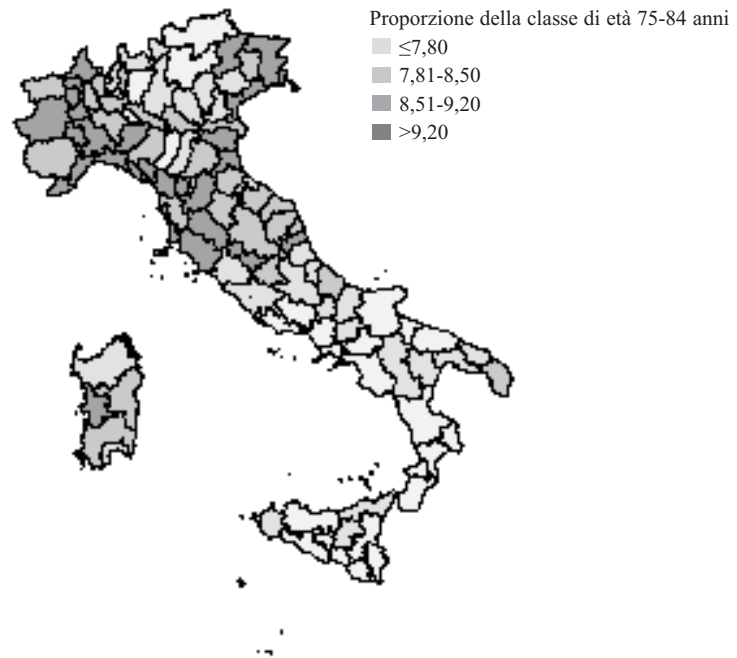 Proporzione della classe di età 75-84 anni
≤7,80
7,81-8,50
8,51-9,20
>9,20